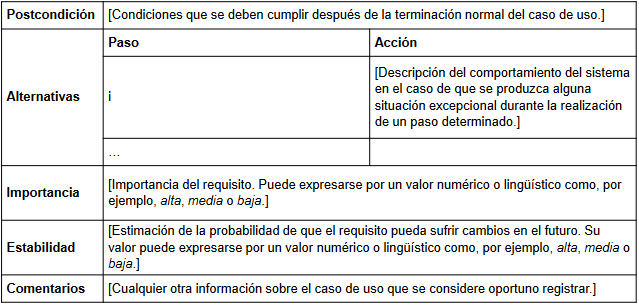 Postcondición [Condiciones que se deben cumplir después de la terminación normal del caso de uso.]
Paso Acción
Alternativas
i
[Descripción del comportamiento del sistema
en el caso de que se produzca alguna
situación excepcional durante la realización
de un paso determinado.]
...
Importancia
[Importancia del requisito. Puede expresarse por un valor numérico o lingüístico como, por
ejemplo, alta, media o baja.]
Estabilidad
[Estimación de la probabilidad de que el requisito pueda sufrir cambios en el futuro. Su
valor puede expresarse por un valor numérico o lingüístico como, por ejemplo, alta, media o
baja.]
Comentarios [Cualquier otra información sobre el caso de uso que se considere oportuno registrar.]